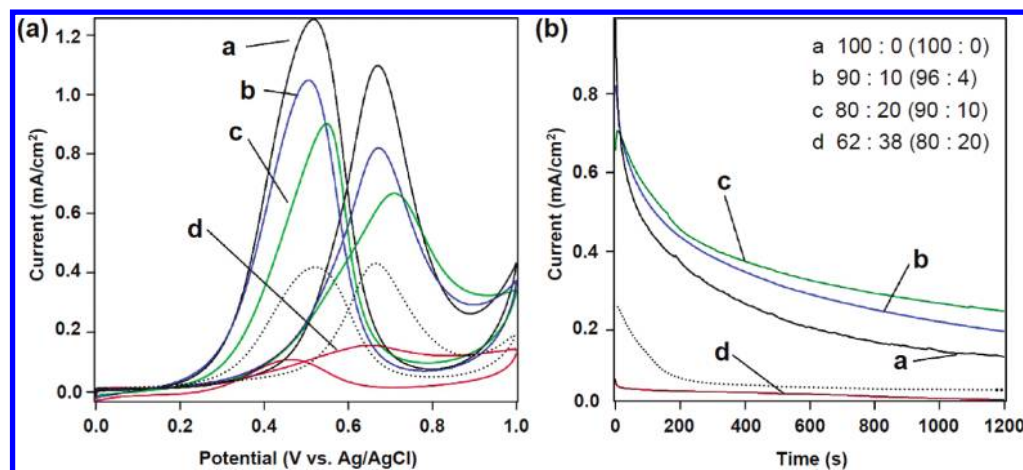 (a)
1.2
1.0
0.8
0.6
0.4
0.2
0.0
Current (mA/cm²)
a
b
c
d
0.0 0.2 0.4 0.6 0.8 1.0
Potential (V vs. Ag/AgCl)
(b)
a 100 : 0 (100 : 0)
b 90 : 10 (96 : 4)
c 80 : 20 (90 : 10)
d 62 : 38 (80 : 20)
0.8
0.6
0.4
0.2
0.0
Current (mA/cm²)
c
b
a
d
0 200 400 600 800 1000 1200
Time (s)